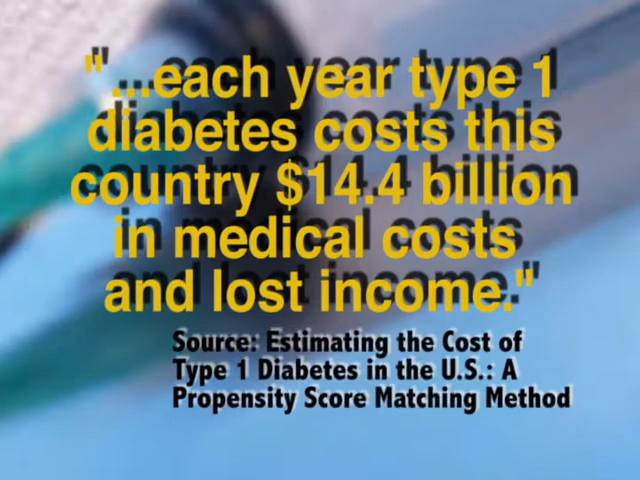 "...each year type 1
diabetes costs this
country $14.4 billion
in medical costs
and lost income."
Source: Estimating the Cost of
Type 1 Diabetes in the U.S.: A
Propensity Score Matching Method